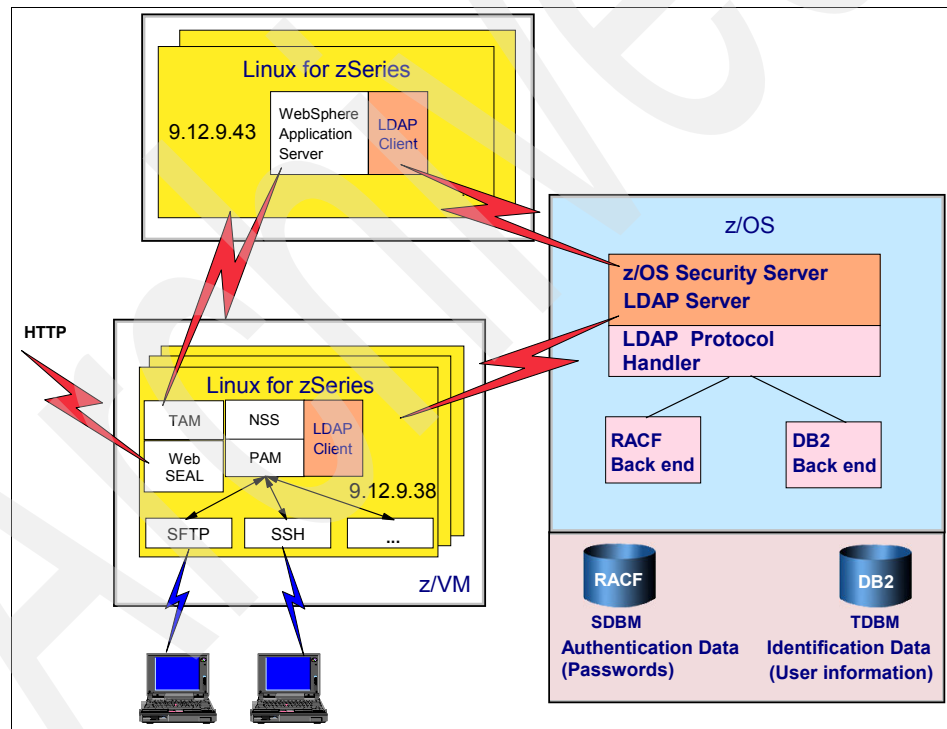 Linux for zSeries
9.12.9.43
WebSphere
Application
Server
LDAP
Client
z/OS
z/OS Security Server
LDAP Server
LDAP Protocol
Handler
RACF
Back end
DB2
Back end
HTTP
Linux for zSeries
TAM
NSS
LDAP
Client
Web
SEAL
PAM
9.12.9.38
SFTP
SSH
...
z/VM
RACF
SDBM
Authentication Data
(Passwords)
DB2
TDBM
Identification Data
(User information)
Archive